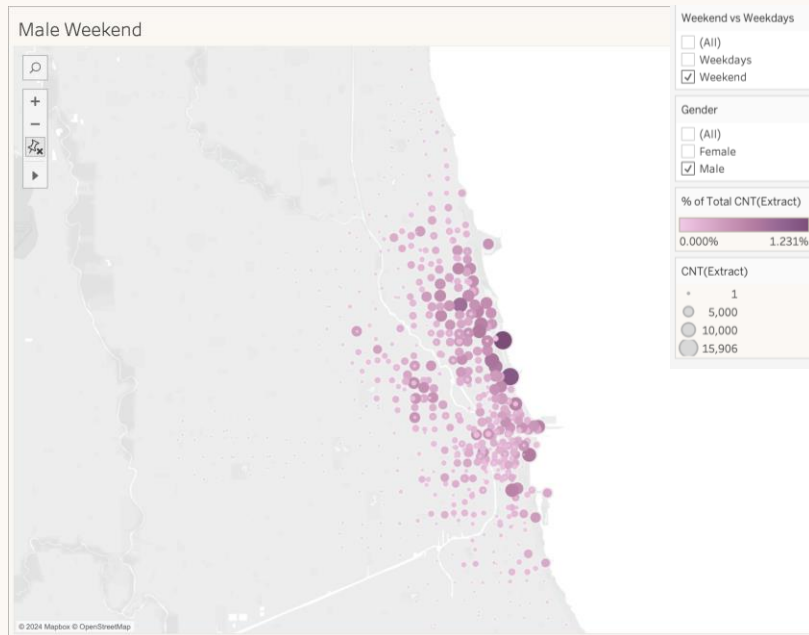 Male Weekend
Weekend vs Weekdays
(All)
Weekdays
Weekend
Gender
(All)
Female
Male
% of Total CNT(Extract)
0.000% 1.231%
CNT(Extract)
1
5,000
10,000
15,906
© 2024 Mapbox © OpenStreetMap